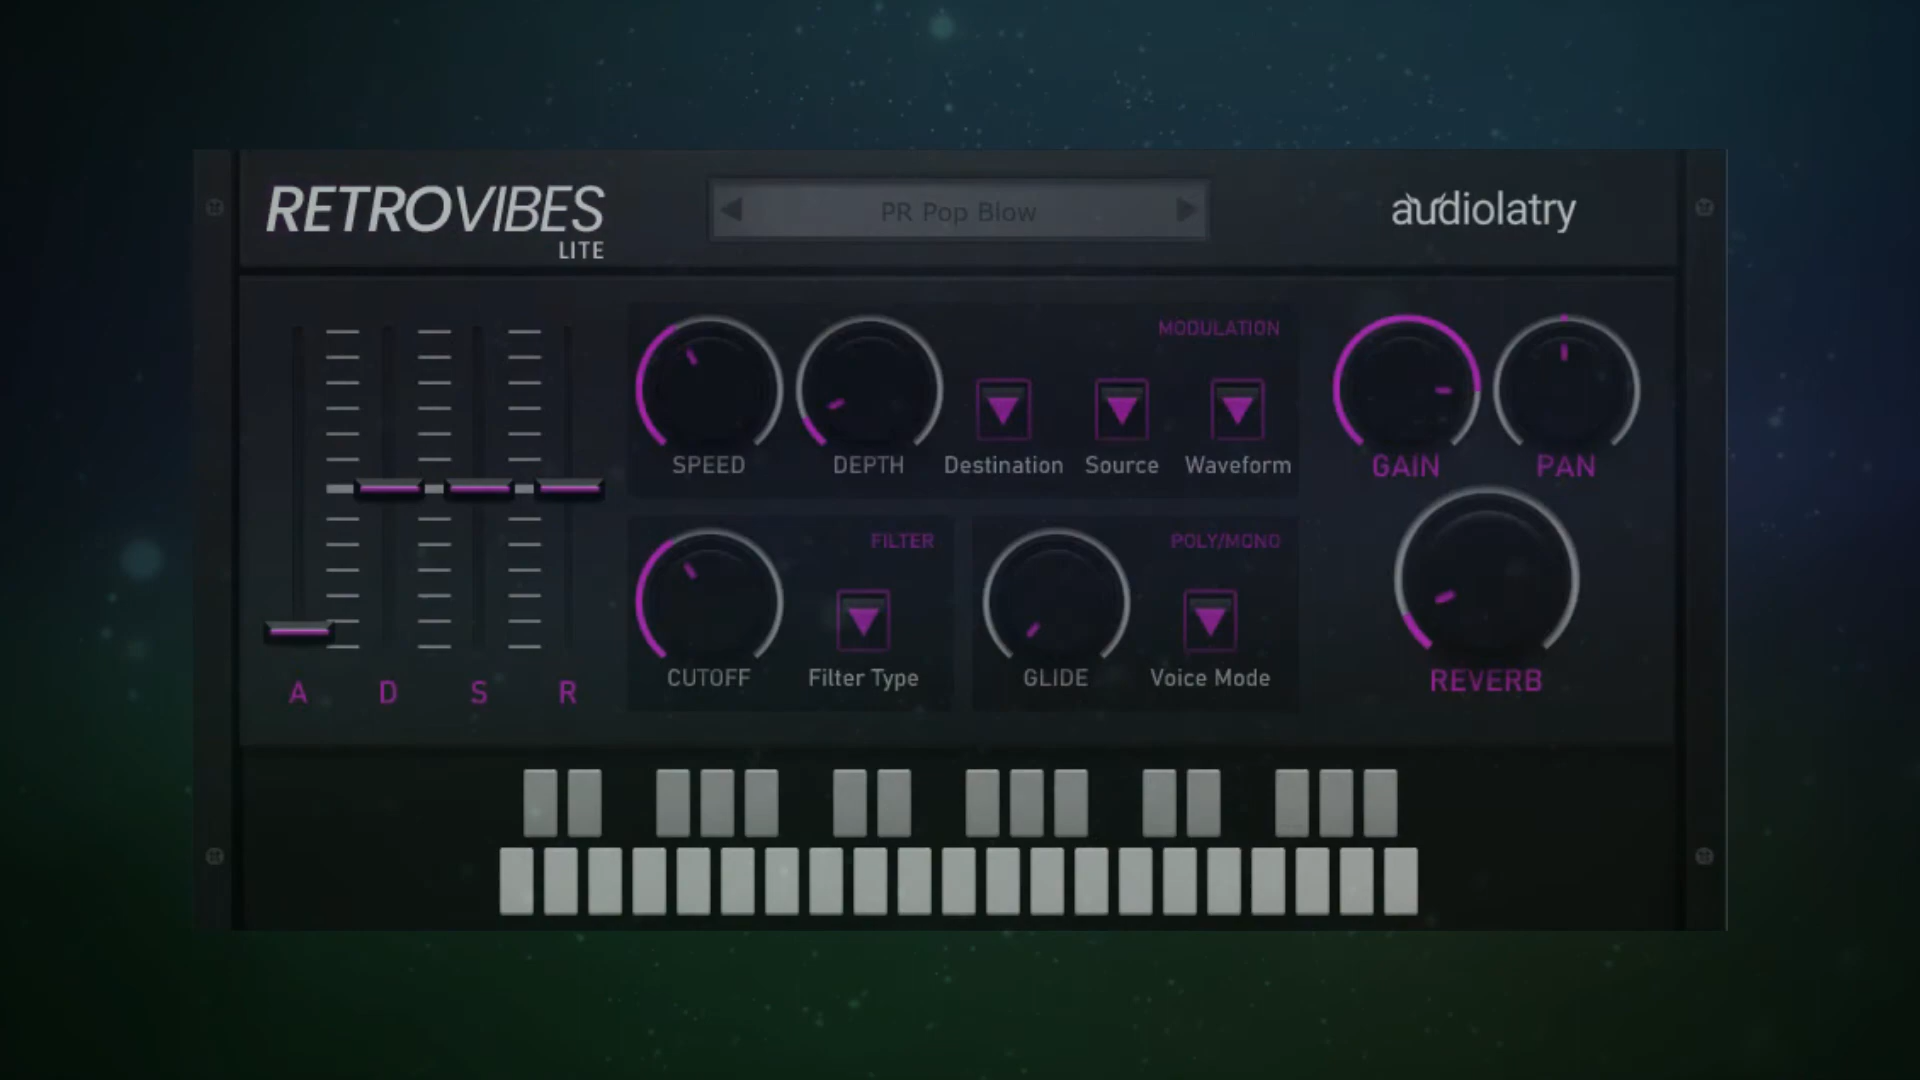 RETROVIBES
LITE
PR Pop Blow
audiolatry
MODULATION
SPEED
DEPTH
Destination
Source
Waveform
GAIN
PAN
FILTER
CUTOFF
Filter Type
POLY/MONO
GLIDE
Voice Mode
REVERB
A D S R